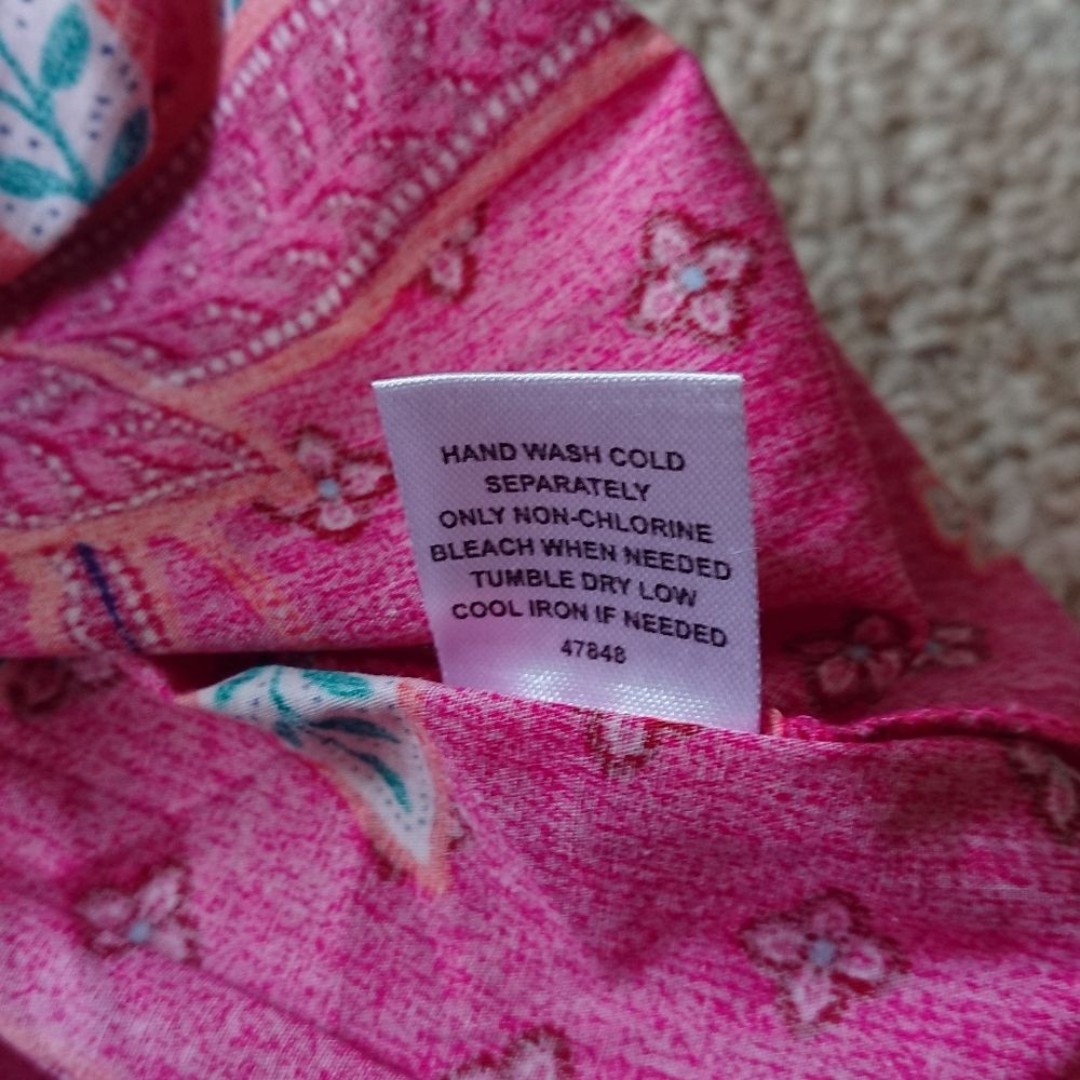 HAND WASH COLD
SEPARATELY
ONLY NON-CHLORINE
BLEACH WHEN NEEDED
TUMBLE DRY LOW
COOL IRON IF NEEDED
47848